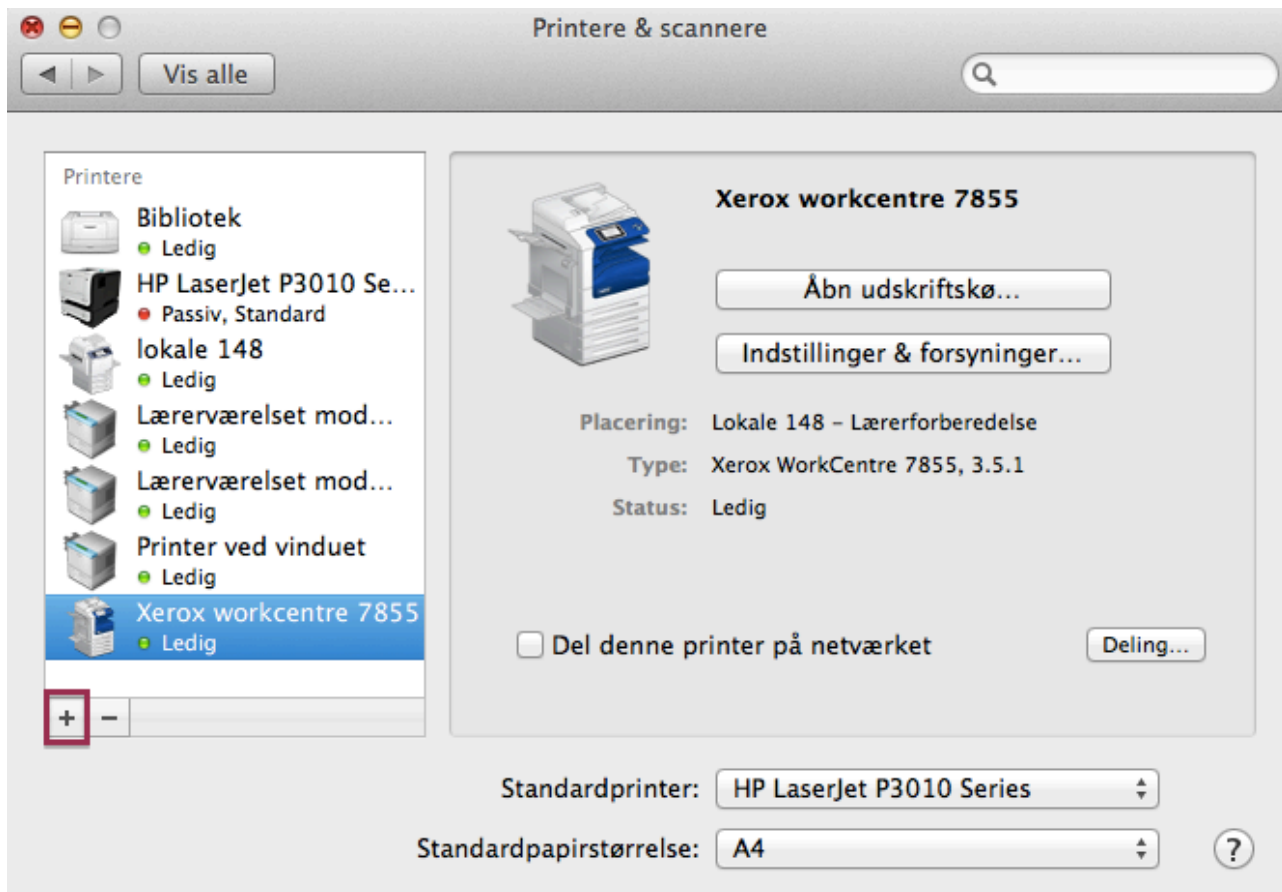 Printere & scannere
Vis alle
Printere
Bibliotek
Ledig
HP LaserJet P3010 Se...
Passiv, Standard
lokale 148
Ledig
Lærerværelset mod...
Ledig
Lærerværelset mod...
Ledig
Printer ved vinduet
Ledig
Xerox workcentre 7855
Ledig
+ −
Xerox workcentre 7855
Åbn udskriftskø...
Indstillinger & forsyninger...
Placering: Lokale 148 – Lærerforberedelse
Type: Xerox WorkCentre 7855, 3.5.1
Status: Ledig
Del denne printer på netværket
Deling...
Standardprinter: HP LaserJet P3010 Series
Standardpapirstørrelse: A4
?